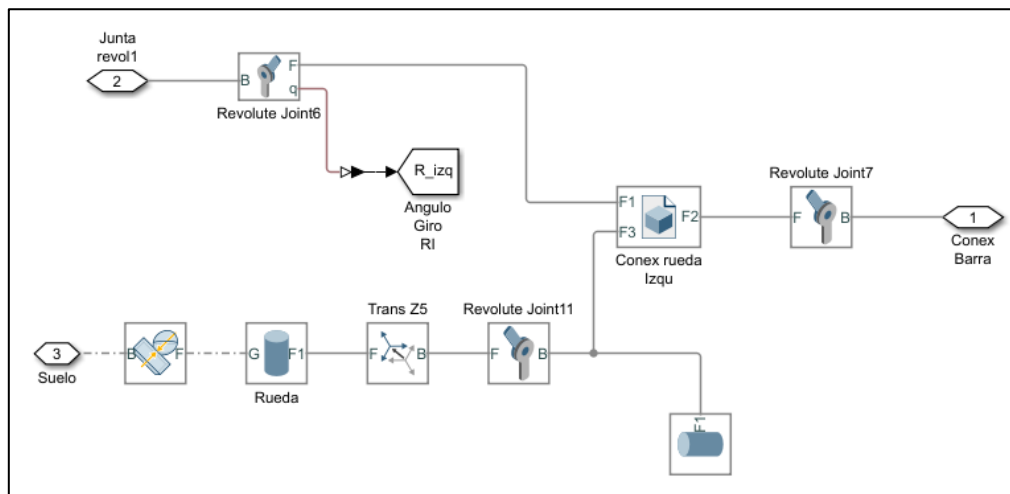 Junta
revol1
2
B
F
q
Revolute Joint6
R_izq
Angulo
Giro
RI
Revolute Joint7
F1
F3
F2
F
B
1
Conex rueda
Izqu
Conex
Barra
Trans Z5
Revolute Joint11
3
B
F
G
F1
F
B
F
B
Suelo
Rueda
F1